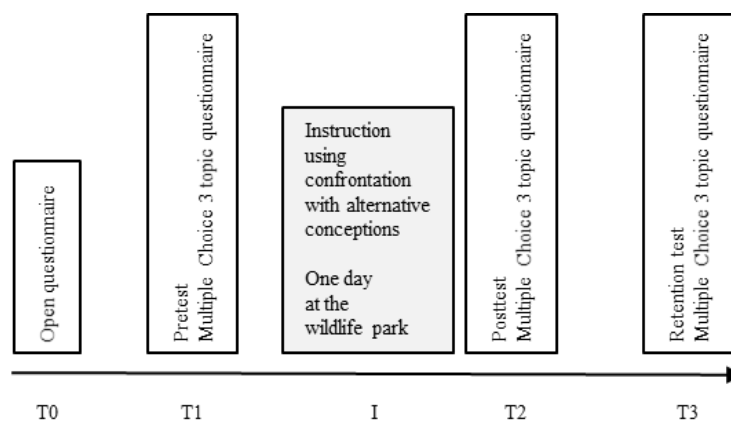 Open questionnaire
Pretest
Multiple Choice 3 topic questionnaire
Instruction
using
confrontation
with alternative
conceptions
One day
at the
wildlife park
Posttest
Multiple Choice 3 topic questionnaire
Retention test
Multiple Choice 3 topic questionnaire
T0
T1
I
T2
T3